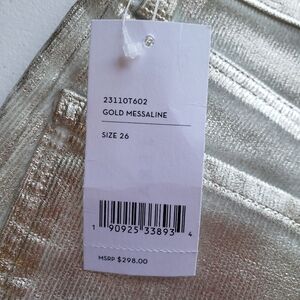 23110T602
GOLD MESSALINE
SIZE 26
1 90925 33893 4
MSRP $298.00